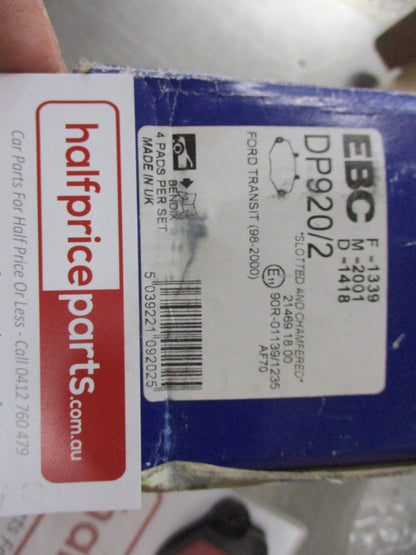 halfpriceparts.com.au
Car Parts For Half Price Or Less - Call 0412 760 479
EBC
F -1339
M -2001
D -1418
DP920/2
*SLOTTED AND CHAMFERED*
21469 18 00
E11 90R-01139/1235
AF70
FORD TRANSIT (98-2000)
BENDIX
4 PADS PER SET
MADE IN UK
5 039221 092025